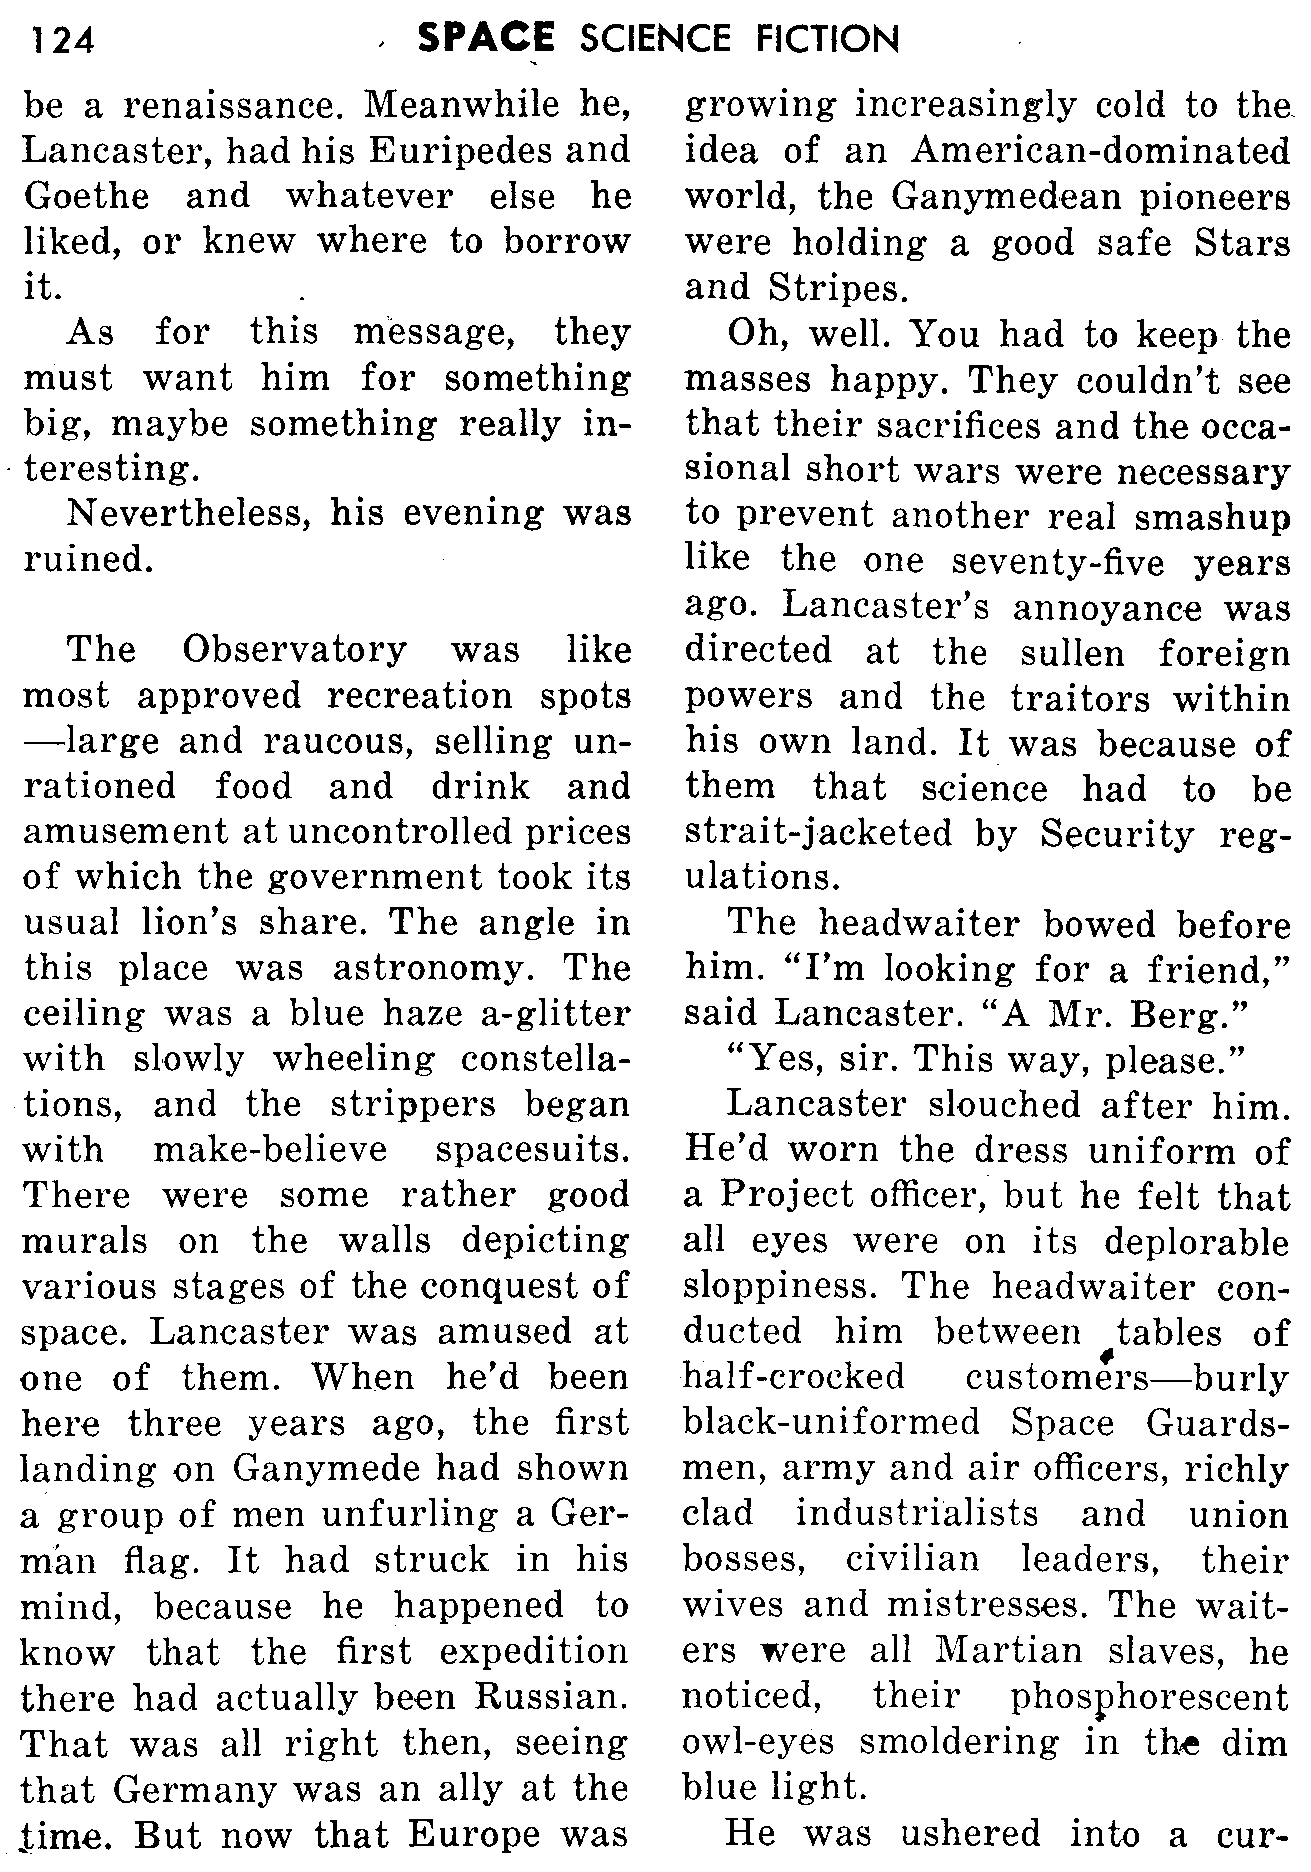 124
SPACE SCIENCE FICTION
be a renaissance. Meanwhile he,
Lancaster, had his Euripedes and
Goethe and whatever else he
liked, or knew where to borrow
it.
As for this message, they
must want him for something
big, maybe something really in-
teresting.
Nevertheless, his evening was
ruined.
The Observatory was like
most approved recreation spots
—large and raucous, selling un-
rationed food and drink and
amusement at uncontrolled prices
of which the government took its
usual lion's share. The angle in
this place was astronomy. The
ceiling was a blue haze a-glitter
with slowly wheeling constella-
tions, and the strippers began
with make-believe spacesuits.
There were some rather good
murals on the walls depicting
various stages of the conquest of
space. Lancaster was amused at
one of them. When he'd been
here three years ago, the first
landing on Ganymede had shown
a group of men unfurling a Ger-
man flag. It had struck in his
mind, because he happened to
know that the first expedition
there had actually been Russian.
That was all right then, seeing
that Germany was an ally at the
time. But now that Europe was
growing increasingly cold to the
idea of an American-dominated
world, the Ganymedean pioneers
were holding a good safe Stars
and Stripes.
Oh, well. You had to keep the
masses happy. They couldn't see
that their sacrifices and the occa-
sional short wars were necessary
to prevent another real smashup
like the one seventy-five years
ago. Lancaster's annoyance was
directed at the sullen foreign
powers and the traitors within
his own land. It was because of
them that science had to be
strait-jacketed by Security reg-
ulations.
The headwaiter bowed before
him. “I'm looking for a friend,”
said Lancaster. “A Mr. Berg.”
“Yes, sir. This way, please.”
Lancaster slouched after him.
He'd worn the dress uniform of
a Project officer, but he felt that
all eyes were on its deplorable
sloppiness. The headwaiter con-
ducted him between tables of
half-crocked customers—burly
black-uniformed Space Guards-
men, army and air officers, richly
clad industrialists and union
bosses, civilian leaders, their
wives and mistresses. The wait-
ers were all Martian slaves, he
noticed, their phosphorescent
owl-eyes smoldering in the dim
blue light.
He was ushered into a cur-